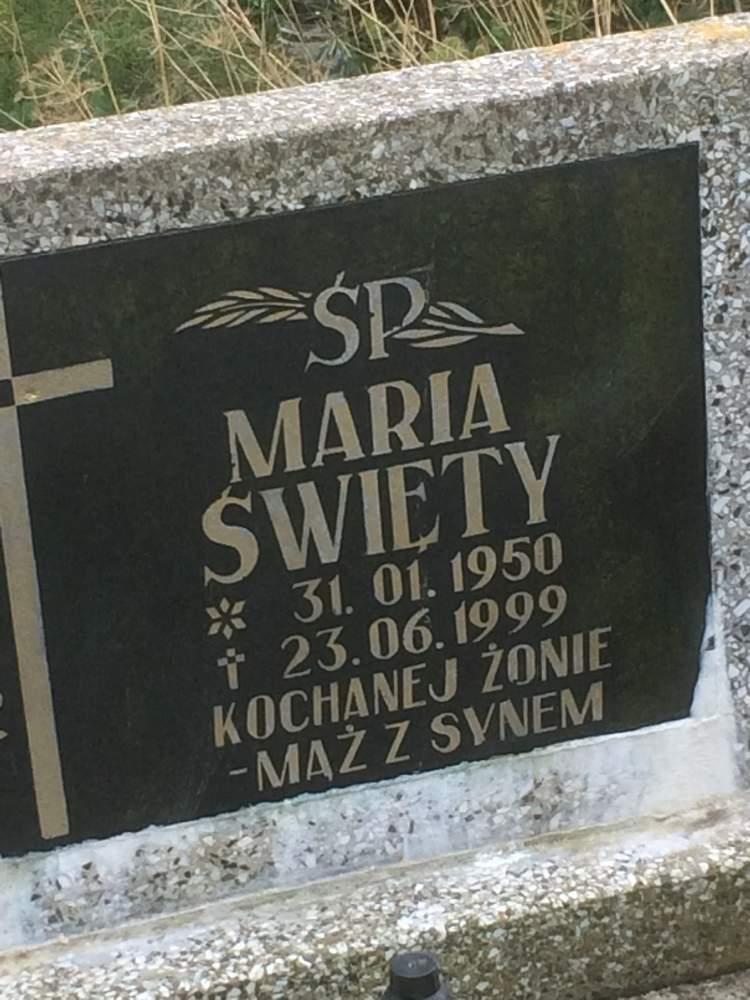 ŚP
MARIA
ŚWIĘTY
* 31. 01. 1950
† 23. 06. 1999
KOCHANEJ ŻONIE
-MĄŻ Z SYNEM